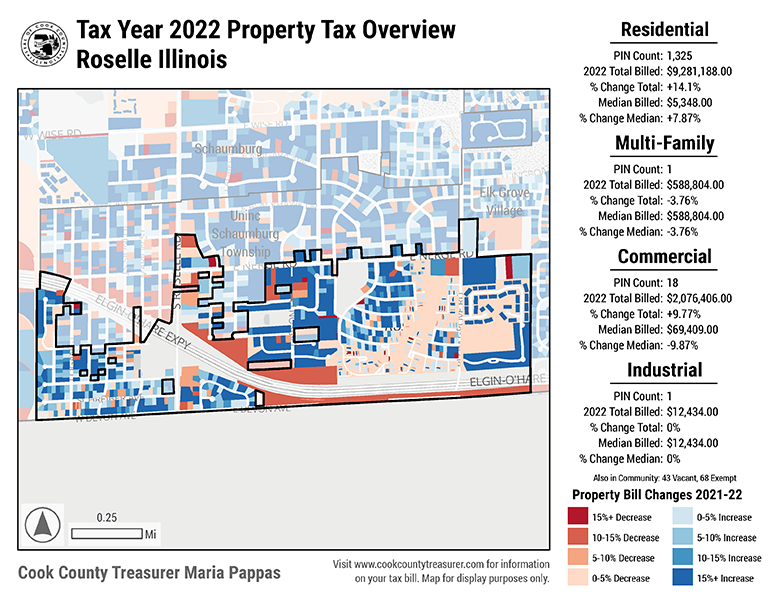 Tax Year 2022 Property Tax Overview
Roselle Illinois
W WISE RD
E WISE RD
Schaumburg
Elk Grove
Village
Uninc
Schaumburg
Township
S ROSELLE RD
E NERGE RD
E NERGE RD
ELGIN-O'HARE EXPY
ELGIN-O'HARE
W DEVON AVE
E DEVON AVE
0.25
Mi
Cook County Treasurer Maria Pappas
Visit www.cookcountytreasurer.com for information
on your tax bill. Map for display purposes only.
Residential
PIN Count: 1,325
2022 Total Billed: $9,281,188.00
% Change Total: +14.1%
Median Billed: $5,348.00
% Change Median: +7.87%
Multi-Family
PIN Count: 1
2022 Total Billed: $588,804.00
% Change Total: -3.76%
Median Billed: $588,804.00
% Change Median: -3.76%
Commercial
PIN Count: 18
2022 Total Billed: $2,076,406.00
% Change Total: +9.77%
Median Billed: $69,409.00
% Change Median: -9.87%
Industrial
PIN Count: 1
2022 Total Billed: $12,434.00
% Change Total: 0%
Median Billed: $12,434.00
% Change Median: 0%
Also in Community: 43 Vacant, 68 Exempt
Property Bill Changes 2021-22
15%+ Decrease
0-5% Increase
10-15% Decrease
5-10% Increase
5-10% Decrease
10-15% Increase
0-5% Decrease
15%+ Increase